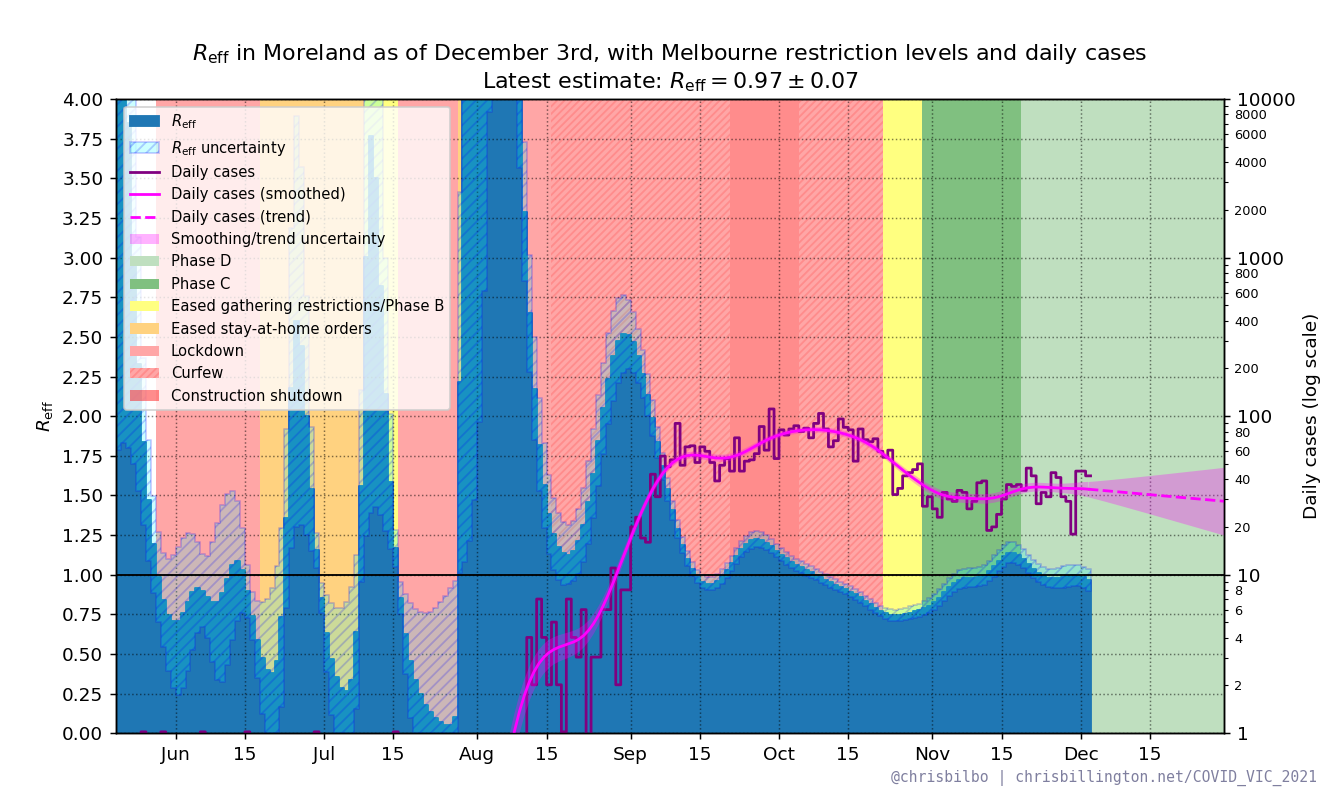 R_eff in Moreland as of December 3rd, with Melbourne restriction levels and daily cases
Latest estimate: R_eff = 0.97 ± 0.07
4.00
3.75
3.50
3.25
3.00
2.75
2.50
2.25
2.00
1.75
1.50
1.25
1.00
0.75
0.50
0.25
0.00
R_eff
R_eff
R_eff uncertainty
Daily cases
Daily cases (smoothed)
Daily cases (trend)
Smoothing/trend uncertainty
Phase D
Phase C
Eased gathering restrictions/Phase B
Eased stay-at-home orders
Lockdown
Curfew
Construction shutdown
10000
8000
6000
4000
2000
1000
800
600
400
200
100
80
60
40
20
10
8
6
4
2
1
Daily cases (log scale)
Jun 15 Jul 15 Aug 15 Sep 15 Oct 15 Nov 15 Dec 15
@chrisbilbo | chrisbillington.net/COVID_VIC_2021